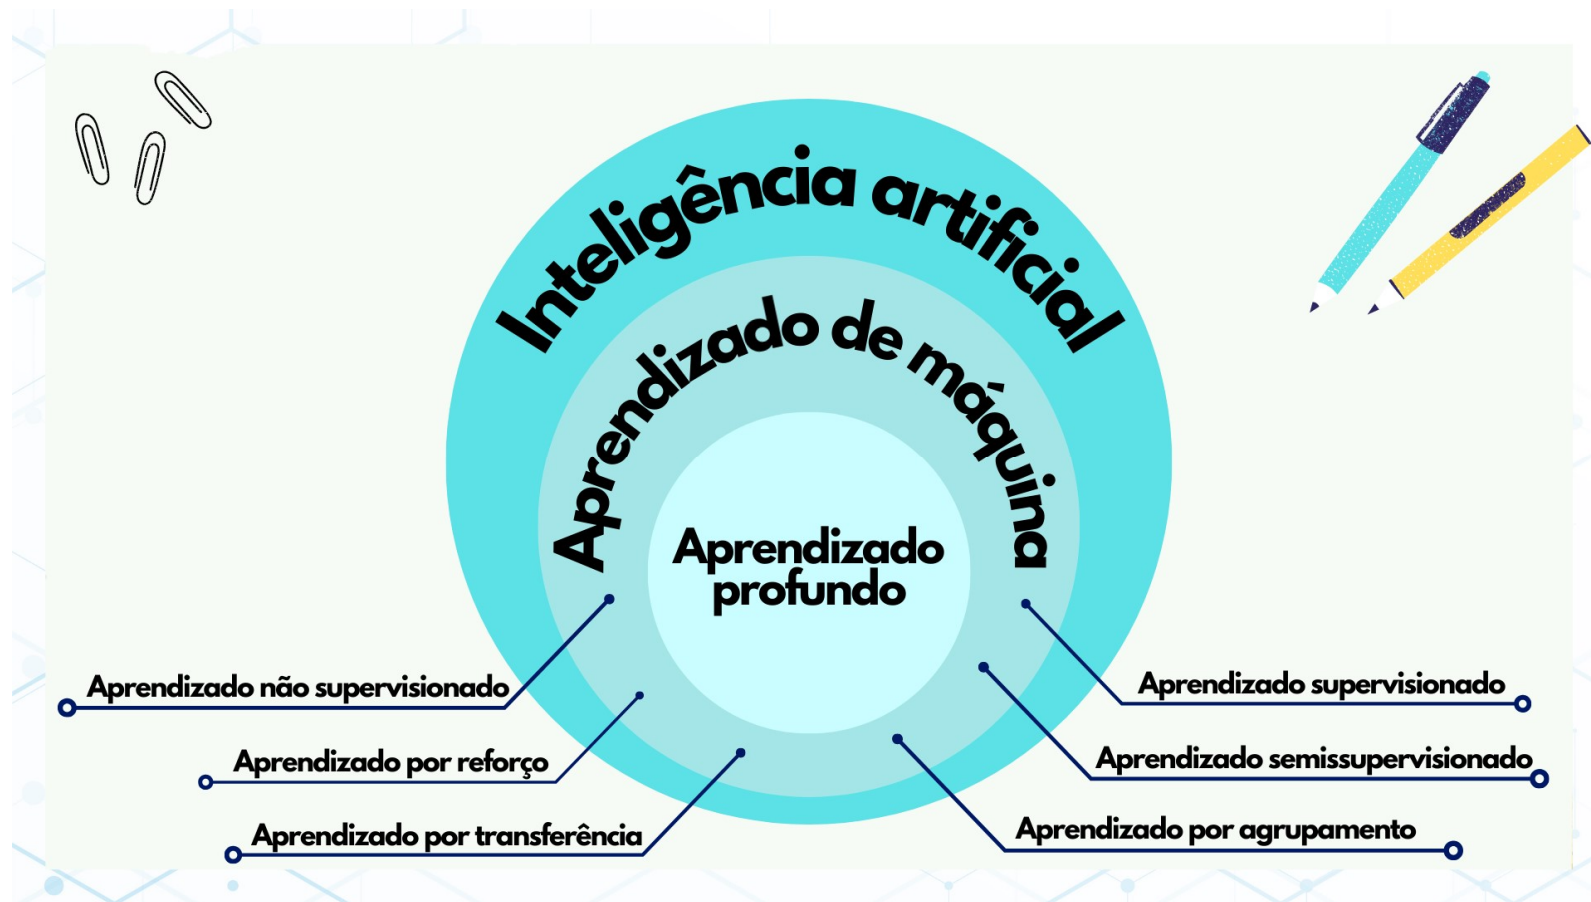 Inteligência artificial
Aprendizado de máquina
Aprendizado
profundo
Aprendizado não supervisionado
Aprendizado por reforço
Aprendizado por transferência
Aprendizado supervisionado
Aprendizado semissupervisionado
Aprendizado por agrupamento